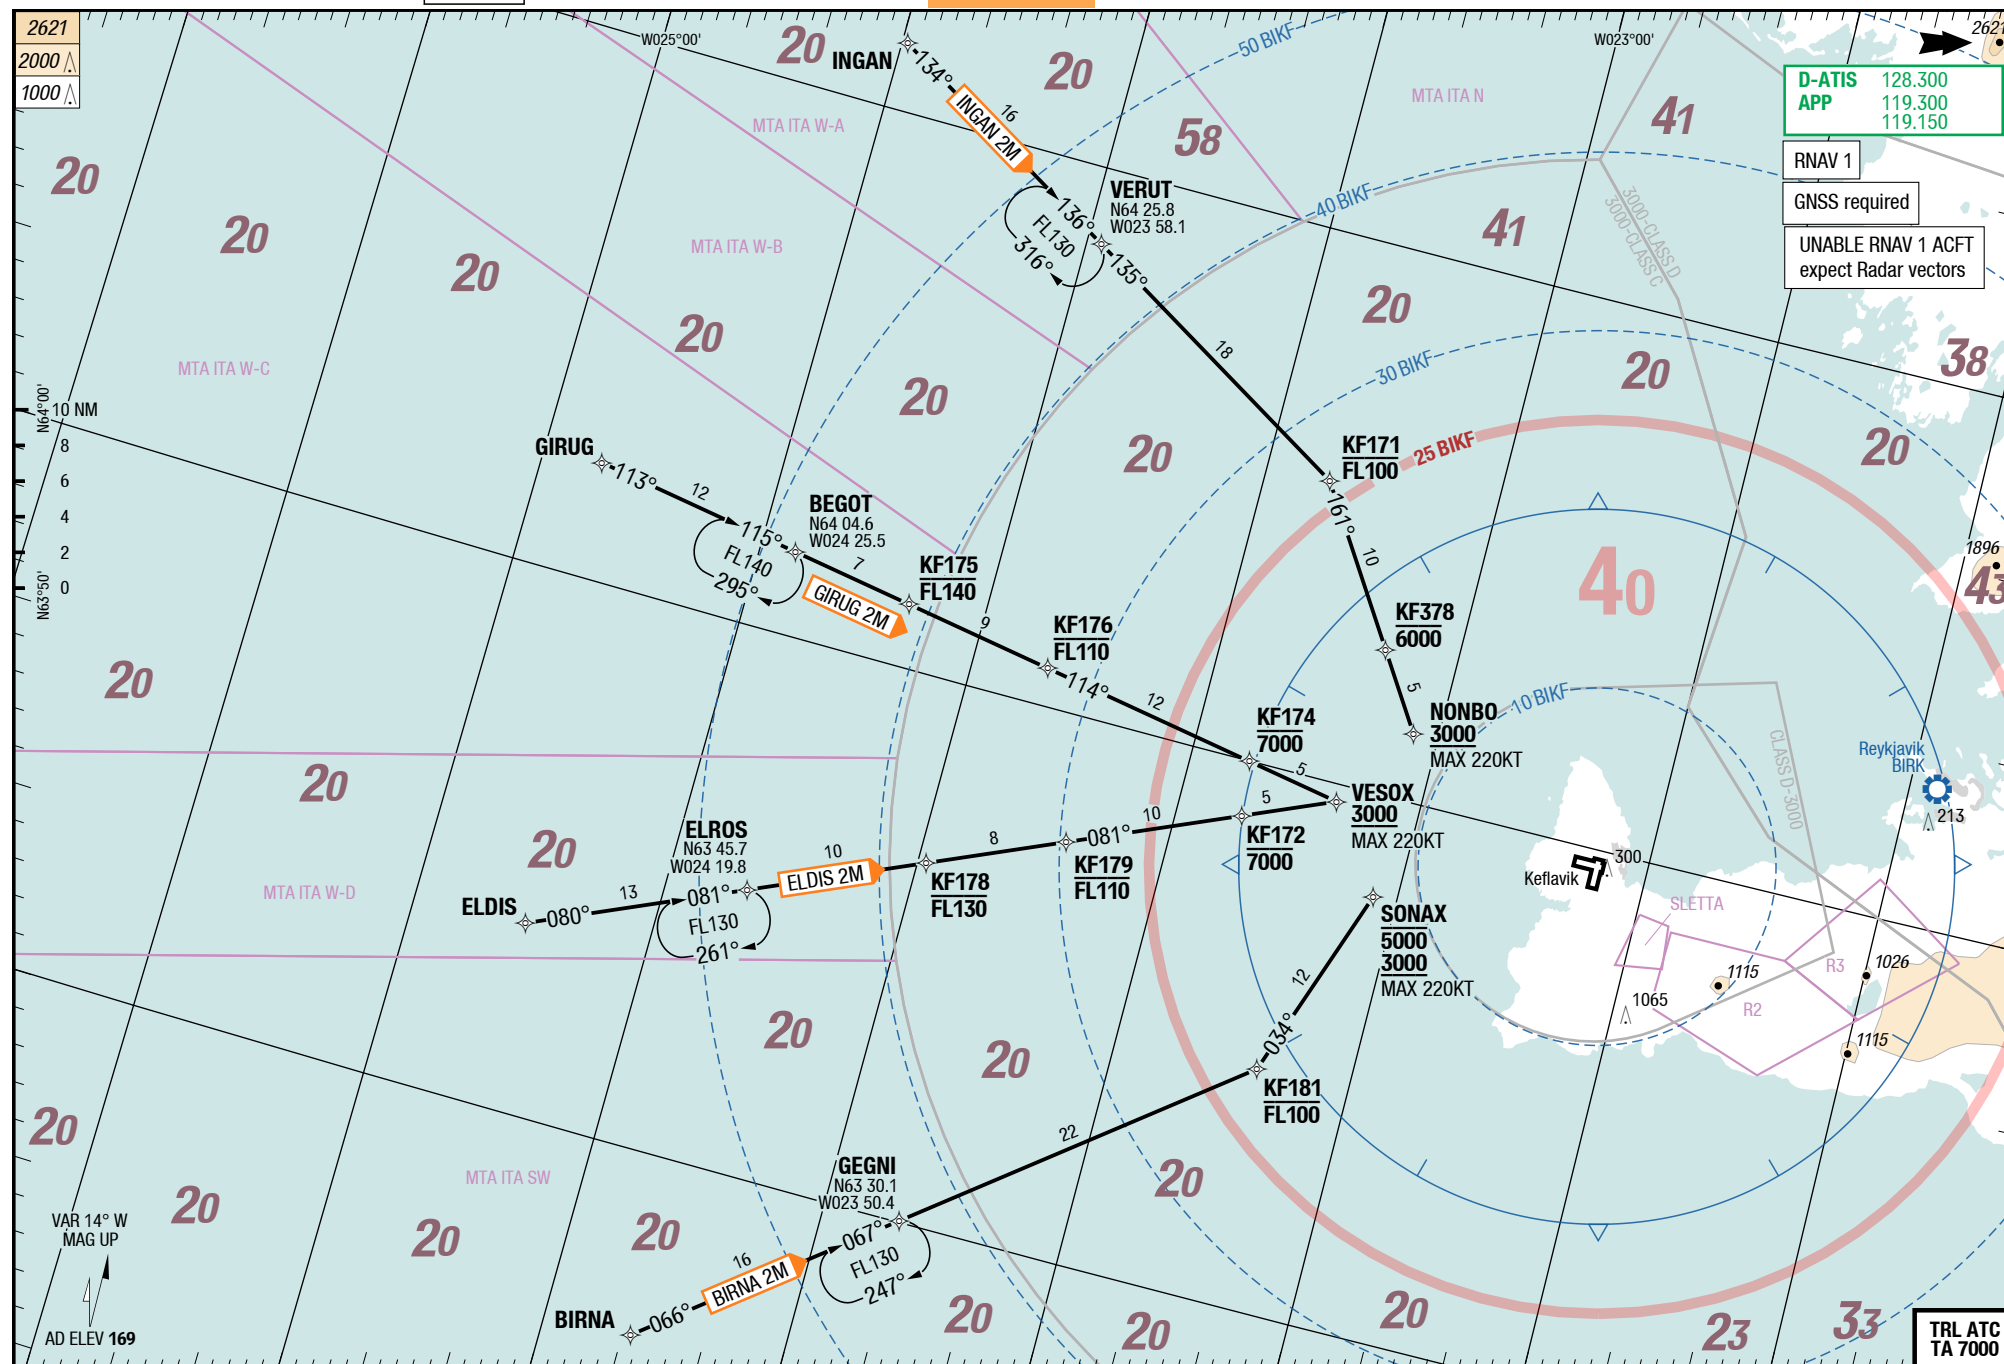 2621
2000
1000
W025°00'
W023°00'
2621
20
INGAN
134°
16
INGAN 2M
20
50 BIKF
58
41
MTA ITA N
MTA ITA W-A
D-ATIS 128.300
APP 119.300
119.150
RNAV 1
GNSS required
UNABLE RNAV 1 ACFT
expect Radar vectors
20
20
20
MTA ITA W-B
136°
FL130
316°
VERUT
N64 25.8
W023 58.1
135°
40 BIKF
41
3000-CLASS D
3000-CLASS C
20
18
20
30 BIKF
20
38
MTA ITA W-C
20
N64°00'
10 NM
8
6
4
2
0
N63°50'
GIRUG
113°
12
115°
FL140
295°
BEGOT
N64 04.6
W024 25.5
7
GIRUG 2M
KF175
FL140
9
KF176
FL110
114°
12
20
KF171
FL100
25 BIKF
161°
10
20
40
1896
43
KF378
6000
5
KF174
7000
5
NONBO
3000
MAX 220KT
10 BIKF
CLASS D-3000
Reykjavik
BIRK
213
20
20
20
MTA ITA W-D
ELDIS
080°
13
ELROS
N63 45.7
W024 19.8
081°
FL130
261°
10
ELDIS 2M
KF178
FL130
8
KF179
FL110
081°
10
KF172
7000
5
VESOX
3000
MAX 220KT
Keflavik
300
SLETTA
SONAX
5000
3000
MAX 220KT
12
034°
R3
R2
1026
1115
1065
1115
20
20
KF181
FL100
22
20
20
MTA ITA SW
20
20
20
GEGNI
N63 30.1
W023 50.4
067°
FL130
247°
16
BIRNA 2M
BIRNA
066°
20
20
20
23
33
VAR 14° W
MAG UP
AD ELEV 169
TRL ATC
TA 7000